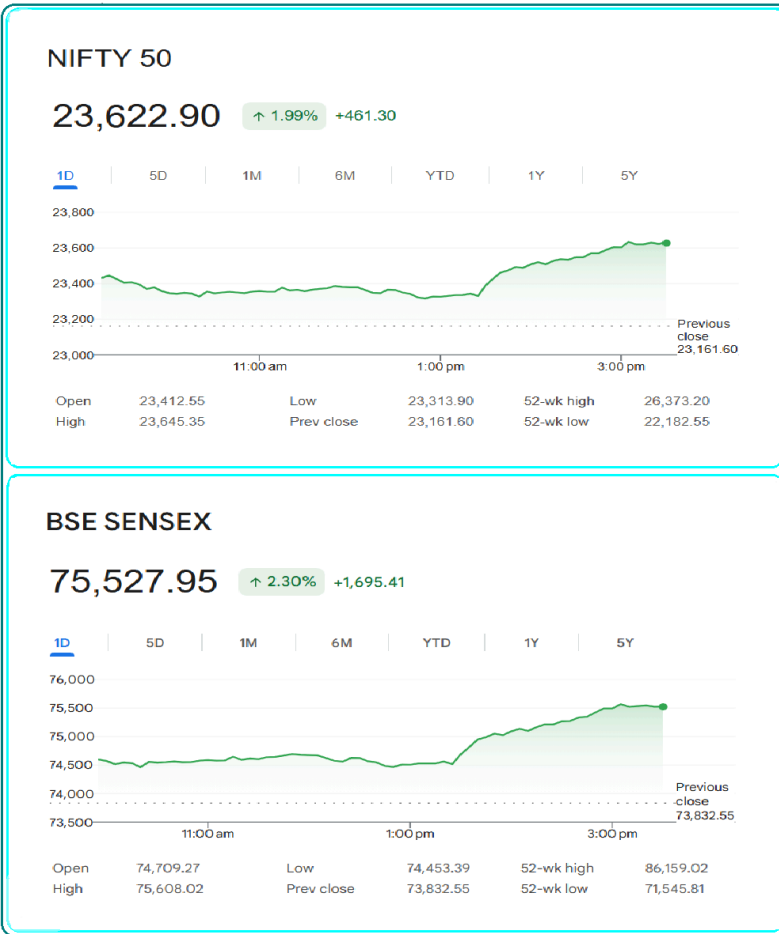 NIFTY 50
23,622.90 ↑ 1.99% +461.30
1D 5D 1M 6M YTD 1Y 5Y
23,800
23,600
23,400
23,200
Previous
close
23,161.60
23,000
11:00 am 1:00 pm 3:00 pm
Open 23,412.55 Low 23,313.90 52-wk high 26,373.20
High 23,645.35 Prev close 23,161.60 52-wk low 22,182.55
BSE SENSEX
75,527.95 ↑ 2.30% +1,695.41
1D 5D 1M 6M YTD 1Y 5Y
76,000
75,500
75,000
74,500
74,000
Previous
close
73,832.55
73,500
11:00 am 1:00 pm 3:00 pm
Open 74,709.27 Low 74,453.39 52-wk high 86,159.02
High 75,608.02 Prev close 73,832.55 52-wk low 71,545.81